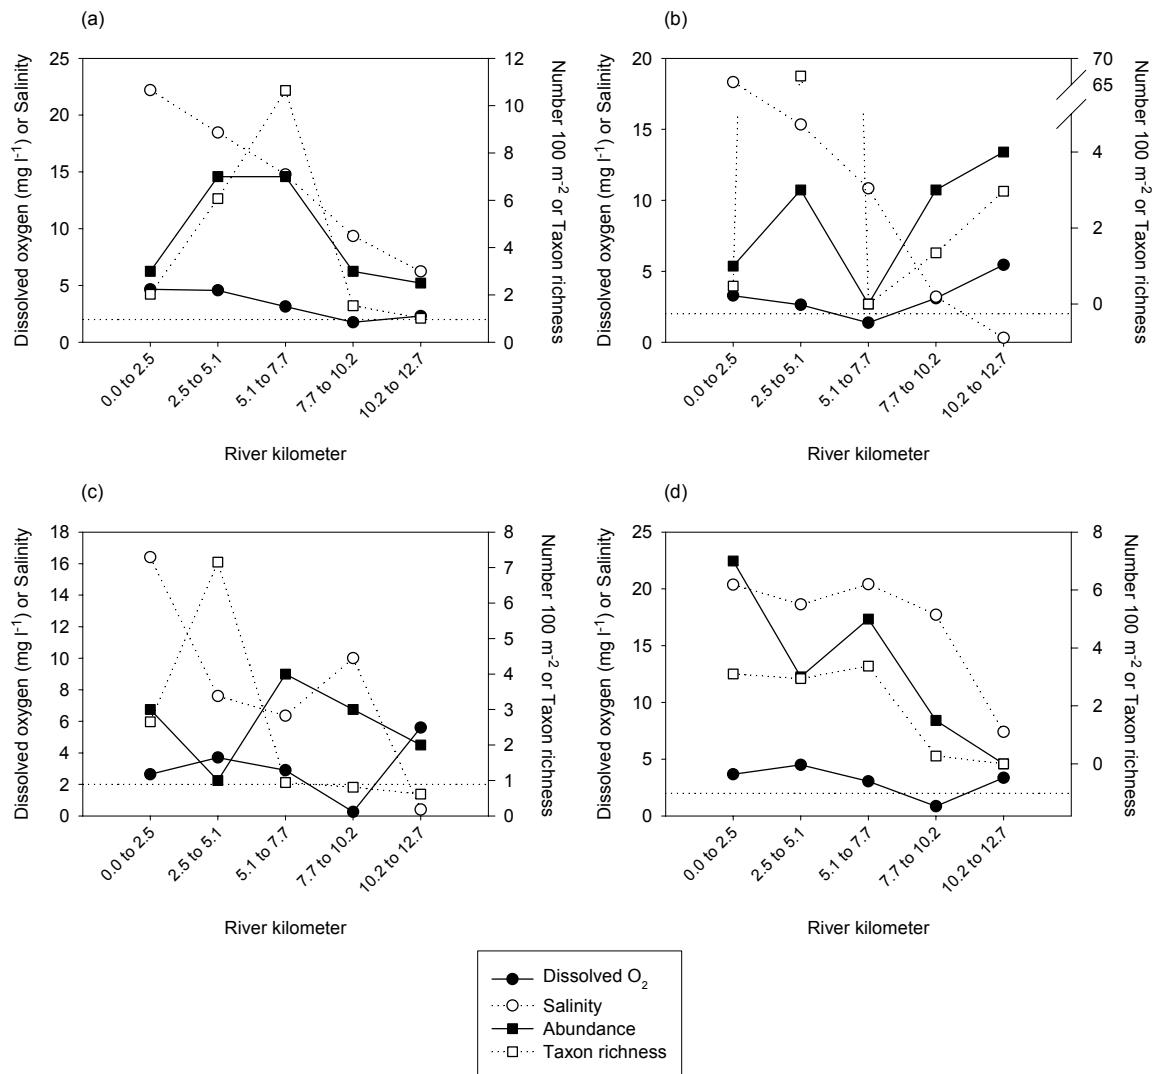 (a)
Dissolved oxygen (mg l⁻¹) or Salinity
25
20
15
10
5
0
12
10
8
6
4
2
0
Number 100 m⁻² or Taxon richness
0.0 to 2.5
2.5 to 5.1
5.1 to 7.7
7.7 to 10.2
10.2 to 12.7
River kilometer
(b)
Dissolved oxygen (mg l⁻¹) or Salinity
20
15
10
5
0
70
65
4
2
0
Number 100 m⁻² or Taxon richness
0.0 to 2.5
2.5 to 5.1
5.1 to 7.7
7.7 to 10.2
10.2 to 12.7
River kilometer
(c)
Dissolved oxygen (mg l⁻¹) or Salinity
18
16
14
12
10
8
6
4
2
0
8
7
6
5
4
3
2
1
0
Number 100 m⁻² or Taxon richness
0.0 to 2.5
2.5 to 5.1
5.1 to 7.7
7.7 to 10.2
10.2 to 12.7
River kilometer
(d)
Dissolved oxygen (mg l⁻¹) or Salinity
25
20
15
10
5
0
8
6
4
2
0
Number 100 m⁻² or Taxon richness
0.0 to 2.5
2.5 to 5.1
5.1 to 7.7
7.7 to 10.2
10.2 to 12.7
River kilometer
Dissolved O₂
Salinity
Abundance
Taxon richness